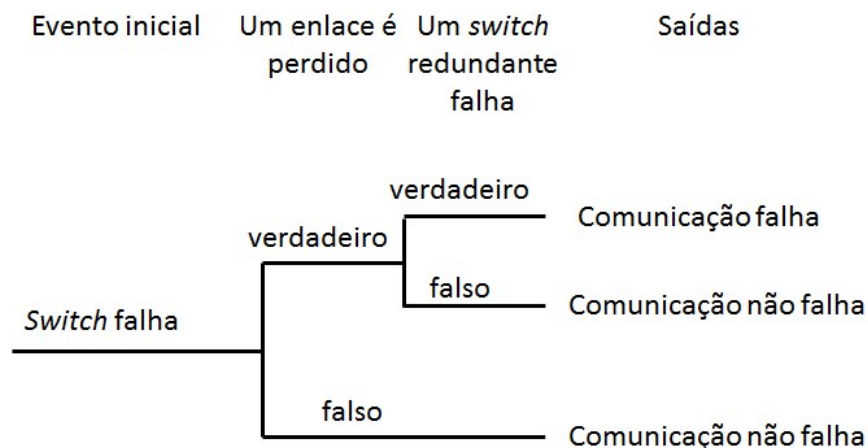 Evento inicial Um enlace é Um switch Saídas
perdido redundante
falha
verdadeiro
Comunicação falha
verdadeiro
falso
Comunicação não falha
Switch falha
falso
Comunicação não falha